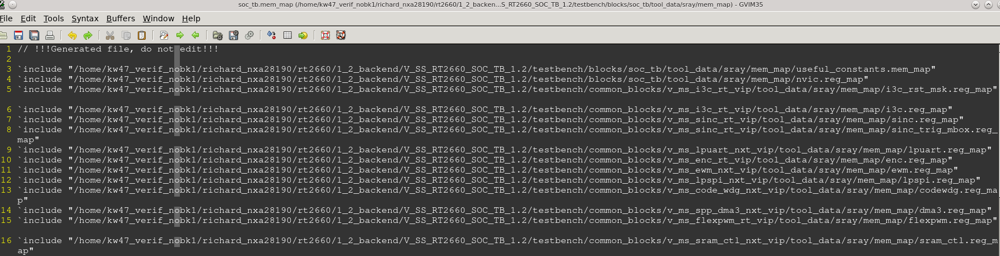 soc_tb.mem_map (/home/kw47_verif_nobk1/richard_nxa28190/rt2660/1_2_backen...S_RT2660_SOC_TB_1.2/testbench/blocks/soc_tb/tool_data/sray/mem_map) - GVIM35
File Edit Tools Syntax Buffers Window Help
1 // !!!Generated file, do not edit!!!
2
3 `include "/home/kw47_verif_nobk1/richard_nxa28190/rt2660/1_2_backend/V_SS_RT2660_SOC_TB_1.2/testbench/blocks/soc_tb/tool_data/sray/mem_map/useful_constants.mem_map"
4 `include "/home/kw47_verif_nobk1/richard_nxa28190/rt2660/1_2_backend/V_SS_RT2660_SOC_TB_1.2/testbench/blocks/soc_tb/tool_data/sray/mem_map/nvic.reg_map"
5 `include "/home/kw47_verif_nobk1/richard_nxa28190/rt2660/1_2_backend/V_SS_RT2660_SOC_TB_1.2/testbench/common_blocks/v_ms_i3c_rt_vip/tool_data/sray/mem_map/i3c_rst_msk.reg_map"
6 `include "/home/kw47_verif_nobk1/richard_nxa28190/rt2660/1_2_backend/V_SS_RT2660_SOC_TB_1.2/testbench/common_blocks/v_ms_i3c_rt_vip/tool_data/sray/mem_map/i3c.reg_map"
7 `include "/home/kw47_verif_nobk1/richard_nxa28190/rt2660/1_2_backend/V_SS_RT2660_SOC_TB_1.2/testbench/common_blocks/v_ms_sinc_rt_vip/tool_data/sray/mem_map/sinc.reg_map"
8 `include "/home/kw47_verif_nobk1/richard_nxa28190/rt2660/1_2_backend/V_SS_RT2660_SOC_TB_1.2/testbench/common_blocks/v_ms_sinc_rt_vip/tool_data/sray/mem_map/sinc_trig_mbox.reg_
map"
9 `include "/home/kw47_verif_nobk1/richard_nxa28190/rt2660/1_2_backend/V_SS_RT2660_SOC_TB_1.2/testbench/common_blocks/v_ms_lpuart_nxt_vip/tool_data/sray/mem_map/lpuart.reg_map"
10 `include "/home/kw47_verif_nobk1/richard_nxa28190/rt2660/1_2_backend/V_SS_RT2660_SOC_TB_1.2/testbench/common_blocks/v_ms_enc_rt_vip/tool_data/sray/mem_map/enc.reg_map"
11 `include "/home/kw47_verif_nobk1/richard_nxa28190/rt2660/1_2_backend/V_SS_RT2660_SOC_TB_1.2/testbench/common_blocks/v_ms_ewm_nxt_vip/tool_data/sray/mem_map/ewm.reg_map"
12 `include "/home/kw47_verif_nobk1/richard_nxa28190/rt2660/1_2_backend/V_SS_RT2660_SOC_TB_1.2/testbench/common_blocks/v_ms_lpspi_nxt_vip/tool_data/sray/mem_map/lpspi.reg_map"
13 `include "/home/kw47_verif_nobk1/richard_nxa28190/rt2660/1_2_backend/V_SS_RT2660_SOC_TB_1.2/testbench/common_blocks/v_ms_code_wdg_nxt_vip/tool_data/sray/mem_map/codewdg.reg_ma
p"
14 `include "/home/kw47_verif_nobk1/richard_nxa28190/rt2660/1_2_backend/V_SS_RT2660_SOC_TB_1.2/testbench/common_blocks/v_ms_spp_dma3_nxt_vip/tool_data/sray/mem_map/dma3.reg_map"
15 `include "/home/kw47_verif_nobk1/richard_nxa28190/rt2660/1_2_backend/V_SS_RT2660_SOC_TB_1.2/testbench/common_blocks/v_ms_flexpwm_rt_vip/tool_data/sray/mem_map/flexpwm.reg_map"
16 `include "/home/kw47_verif_nobk1/richard_nxa28190/rt2660/1_2_backend/V_SS_RT2660_SOC_TB_1.2/testbench/common_blocks/v_ms_sram_ctl_nxt_vip/tool_data/sray/mem_map/sram_ctl.reg_m
ap"